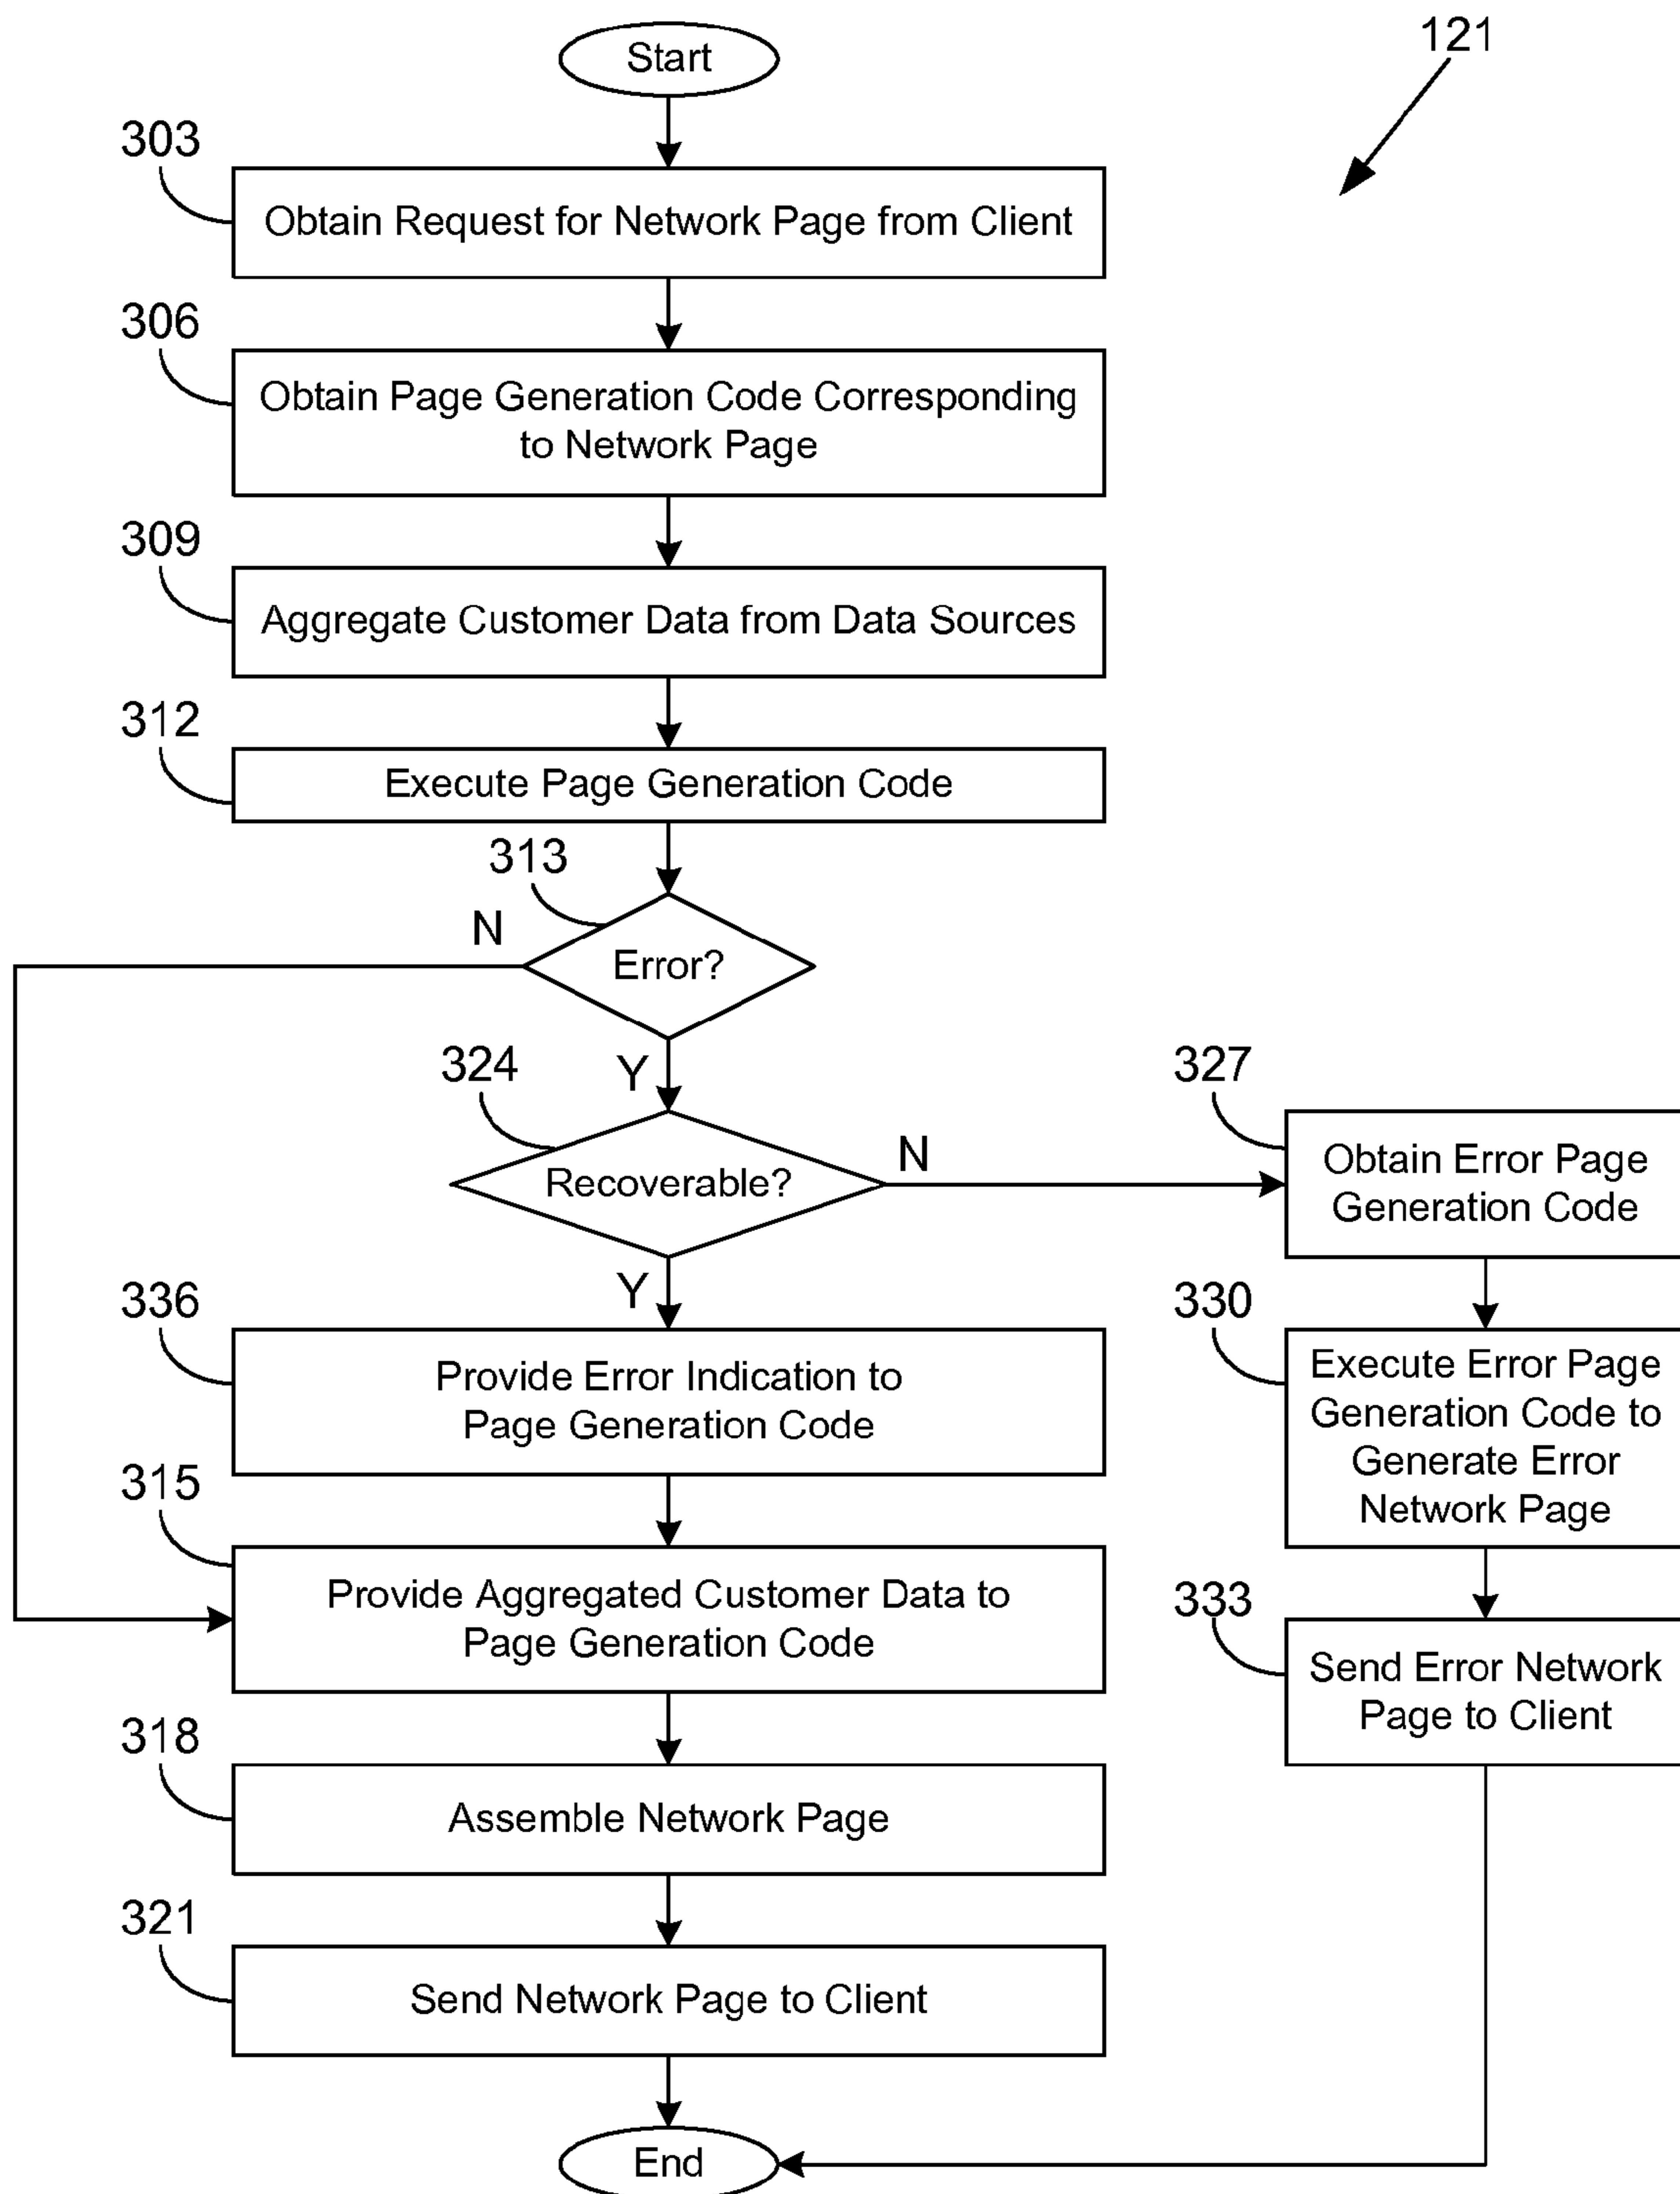 Start
121
303
Obtain Request for Network Page from Client
306
Obtain Page Generation Code Corresponding
to Network Page
309
Aggregate Customer Data from Data Sources
312
Execute Page Generation Code
313
N
Error?
Y
324
Recoverable?
N
327
Obtain Error Page
Generation Code
Y
336
Provide Error Indication to
Page Generation Code
330
Execute Error Page
Generation Code to
Generate Error
Network Page
315
Provide Aggregated Customer Data to
Page Generation Code
333
Send Error Network
Page to Client
318
Assemble Network Page
321
Send Network Page to Client
End